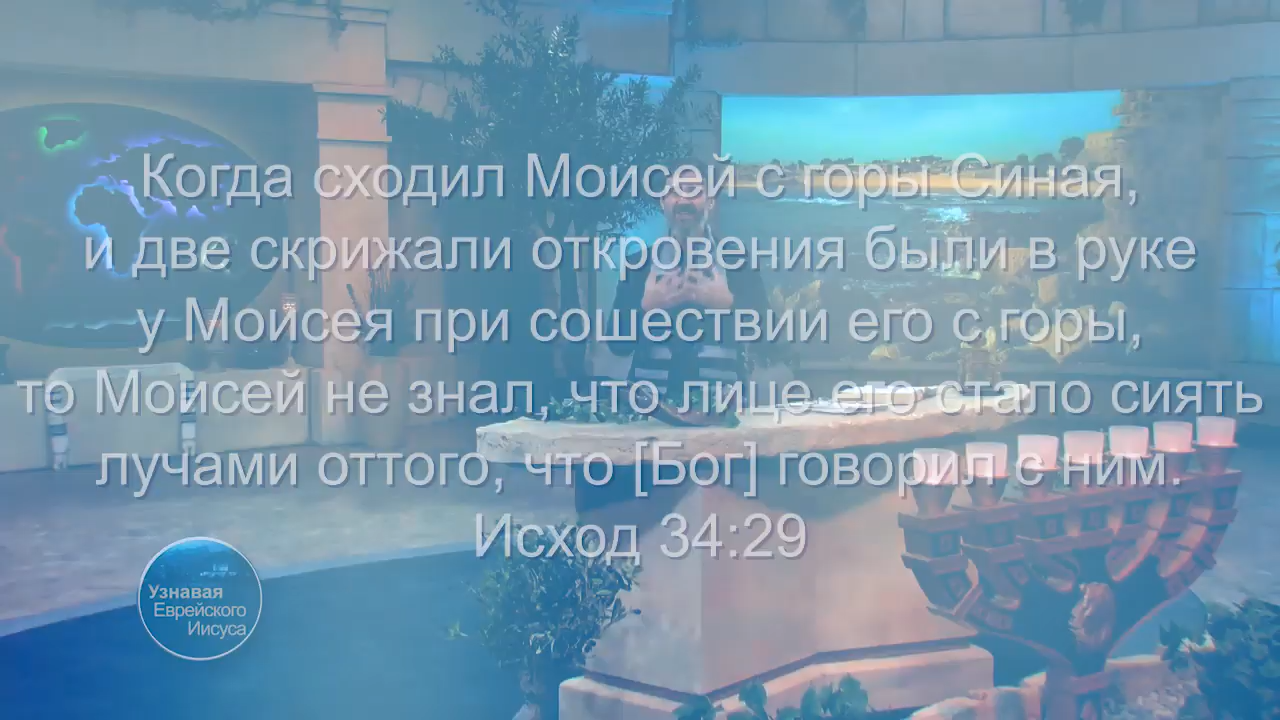 Когда сходил Моисей с горы Синая,
и две скрижали откровения были в руке
у Моисея при сошествии его с горы,
то Моисей не знал, что лице его стало сиять
лучами оттого, что [Бог] говорил с ним.
Исход 34:29
Узнавая
Еврейского
Иисуса